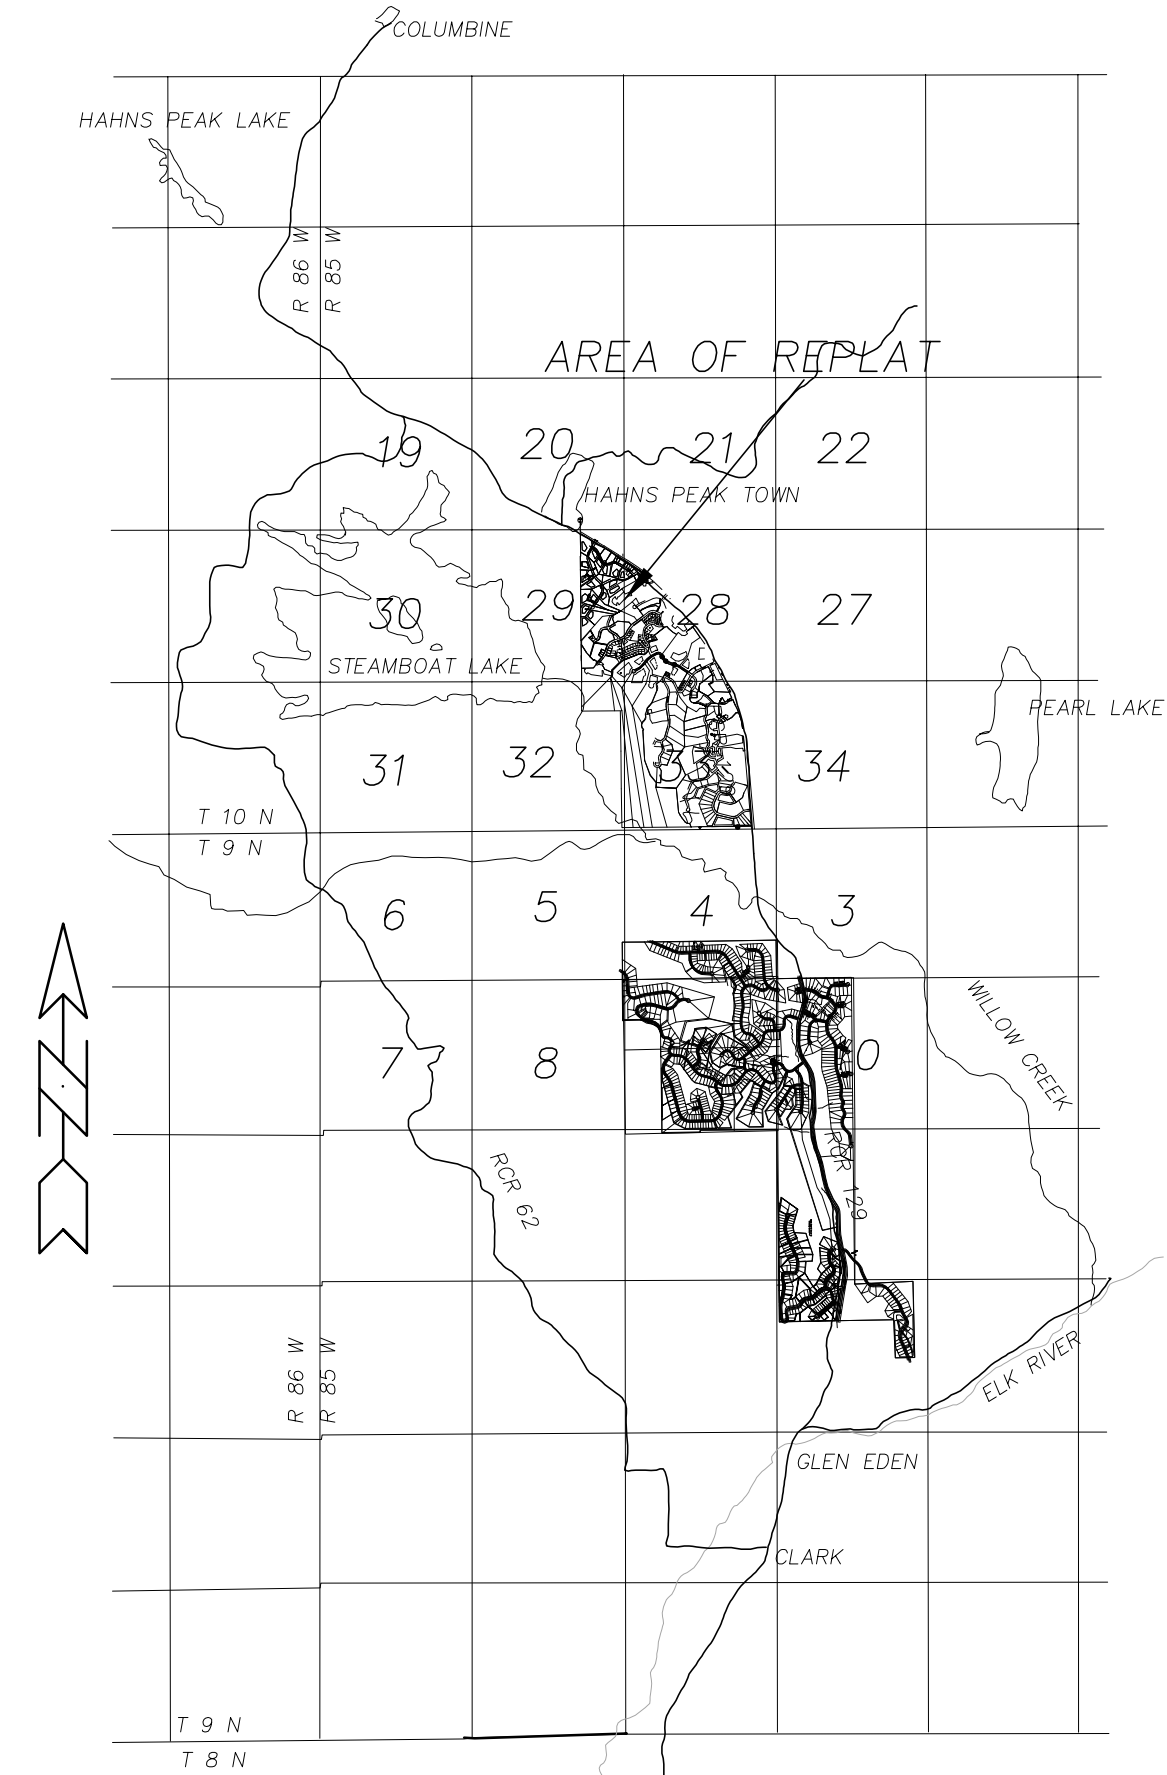 COLUMBINE
HAHNS PEAK LAKE
R 86 W
R 85 W
AREA OF REPLAT
19
20
21
22
HAHNS PEAK TOWN
30
29
28
27
STEAMBOAT LAKE
PEARL LAKE
31
32
34
T 10 N
T 9 N
6
5
4
3
WILLOW CREEK
7
8
RCR 62
RCR 129
R 86 W
R 85 W
ELK RIVER
GLEN EDEN
CLARK
T 9 N
T 8 N